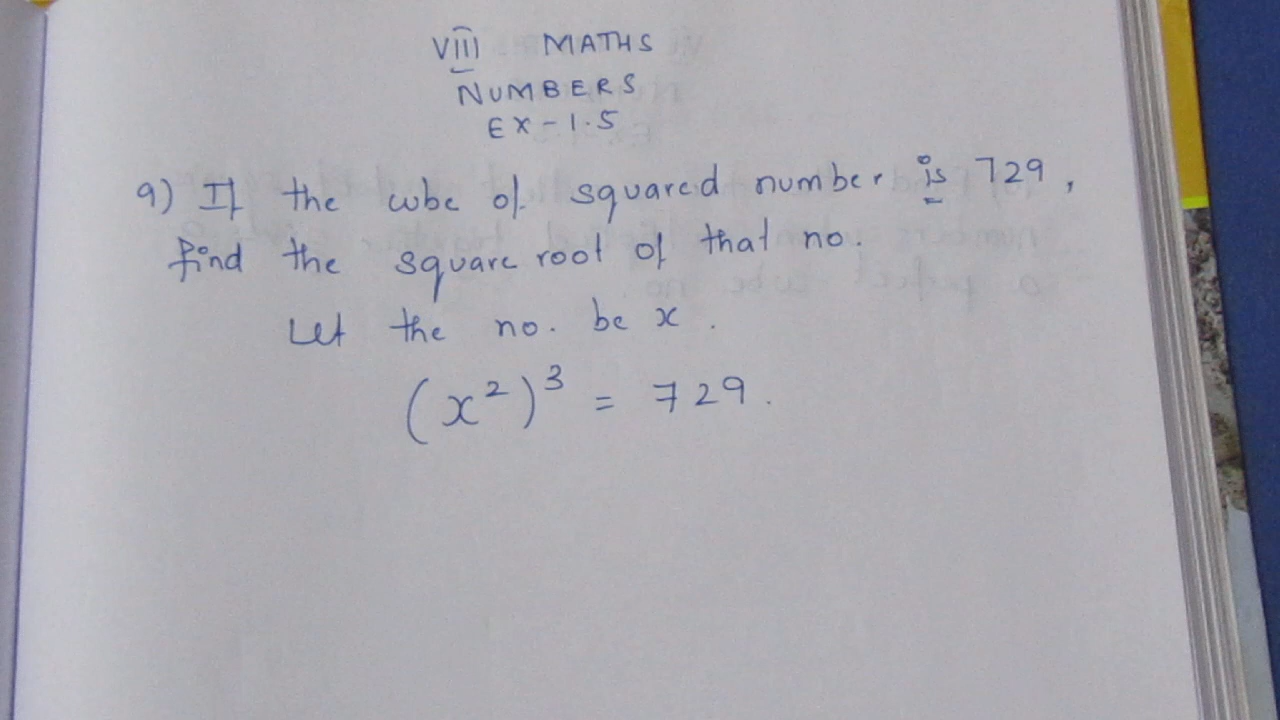 VIII MATHS
NUMBERS
EX-1.5
9) If the cube of squared number is 729,
find the square root of that no.
Let the no. be x.
(x²)³ = 729.